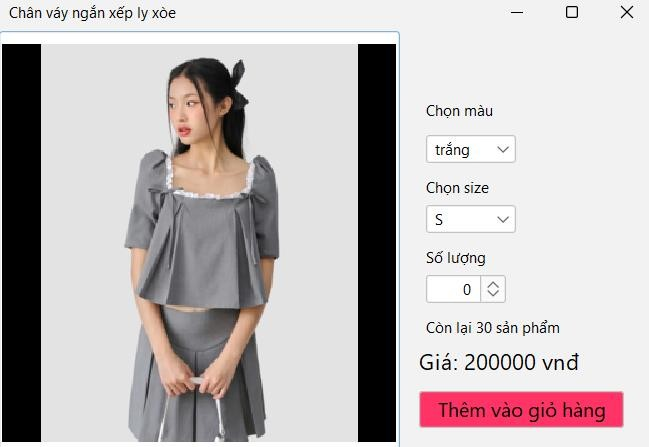 Chân váy ngắn xếp ly xòe
Chọn màu
trắng
Chọn size
S
Số lượng
0
Còn lại 30 sản phẩm
Giá: 200000 vnđ
Thêm vào giỏ hàng